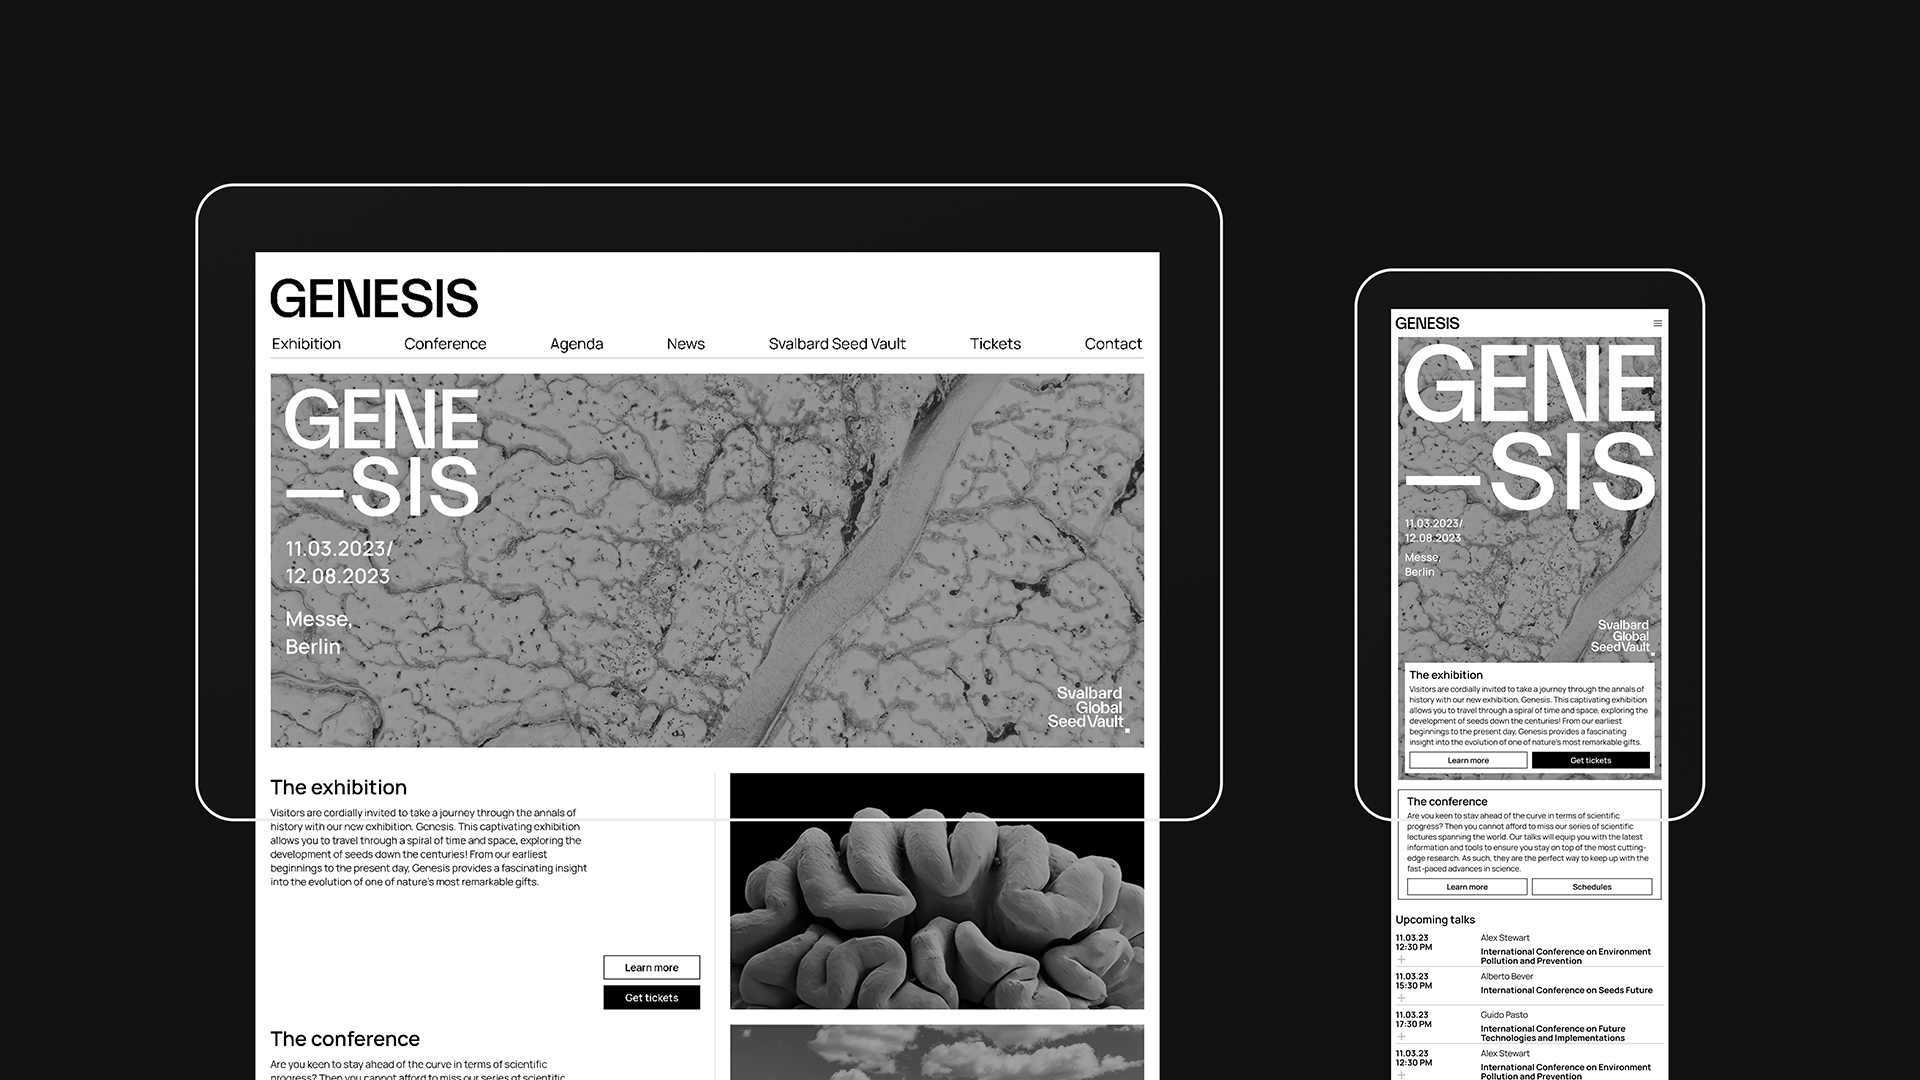 GENESIS
Exhibition Conference Agenda News Svalbard Seed Vault Tickets Contact
GENE
—SIS
11.03.2023/
12.08.2023
Messe,
Berlin
Svalbard
Global
Seed Vault
The exhibition
Visitors are cordially invited to take a journey through the annals of
history with our new exhibition, Genesis. This captivating exhibition
allows you to travel through a spiral of time and space, exploring the
development of seeds down the centuries! From our earliest
beginnings to the present day, Genesis provides a fascinating insight
into the evolution of one of nature's most remarkable gifts.
Learn more
Get tickets
The conference
Are you keen to stay ahead of the curve in terms of scientific
progress? Then you cannot afford to miss our series of scientific
GENESIS
GENE
—SIS
11.03.2023/
12.08.2023
Messe,
Berlin
Svalbard
Global
Seed Vault
The exhibition
Visitors are cordially invited to take a journey through the annals of
history with our new exhibition, Genesis. This captivating exhibition
allows you to travel through a spiral of time and space, exploring the
development of seeds down the centuries! From our earliest
beginnings to the present day, Genesis provides a fascinating
insight into the evolution of one of nature's most remarkable gifts.
Learn more Get tickets
The conference
Are you keen to stay ahead of the curve in terms of scientific
progress? Then you cannot afford to miss our series of scientific
lectures spanning the world. Our talks will equip you with the latest
information and tools to ensure you stay on top of the most cutting-
edge research. As such, they are the perfect way to keep up with the
fast-paced advances in science.
Learn more Schedules
Upcoming talks
11.03.23
12:30 PM
+
Alex Stewart
International Conference on Environment
Pollution and Prevention
11.03.23
15:30 PM
+
Alberto Bever
International Conference on Seeds Future
11.03.23
17:30 PM
+
Guido Pasto
International Conference on Future
Technologies and Implementations
11.03.23
12:30 PM
+
Alex Stewart
International Conference on Environment
Pollution and Prevention